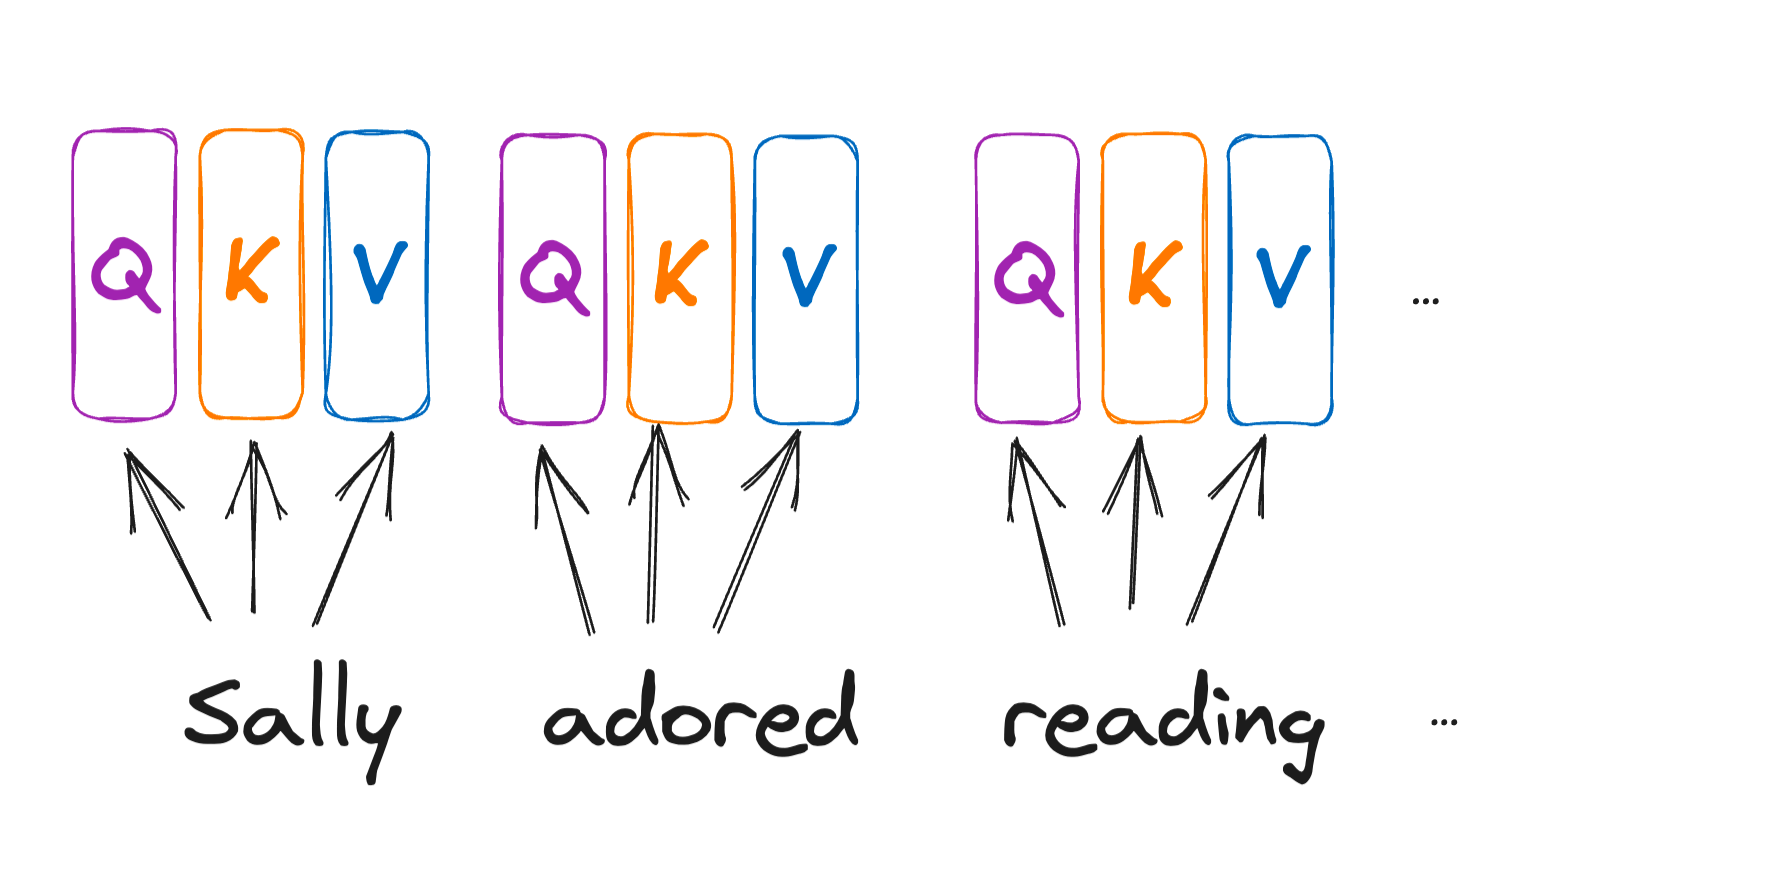 Q K V Q K V Q K V ...
Sally adored reading ...